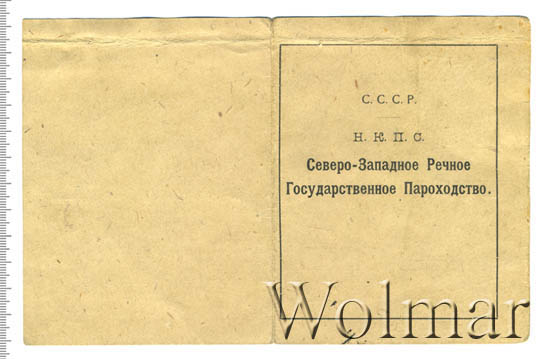 С. С. С. Р.
Н. К. П. С.
Северо-Западное Речное
Государственное Пароходство.
Wolmar